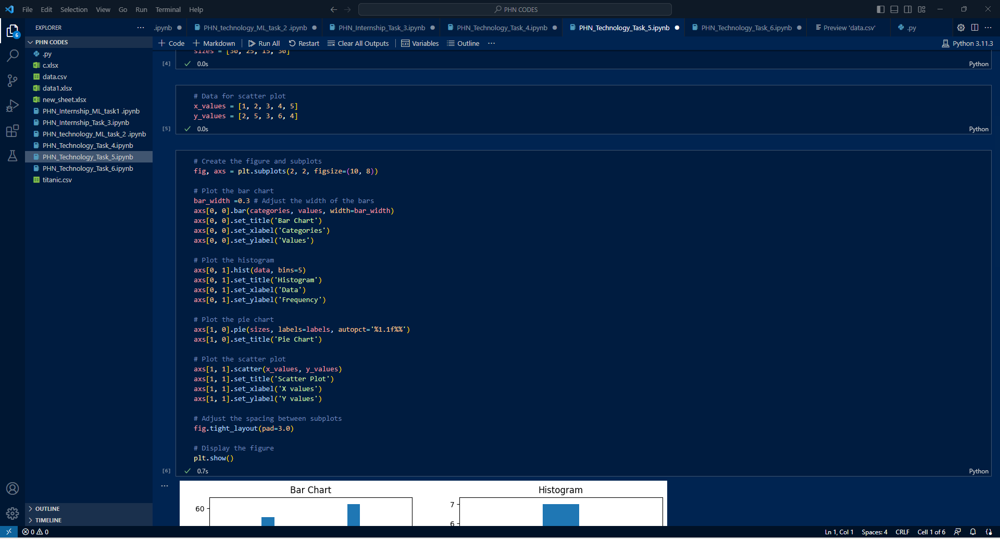 File Edit Selection View Go Run Terminal Help
PHN CODES
EXPLORER
.ipynb PHN_technology_ML_task_2 .ipynb PHN_Internship_Task_3.ipynb PHN_Technology_Task_4.ipynb PHN_Technology_Task_5.ipynb PHN_Technology_Task_6.ipynb Preview 'data.csv' .py
PHN CODES
Code Markdown Run All Restart Clear All Outputs Variables Outline
Python 3.11.3
.py
c.xlsx
data.csv
data1.xlsx
new_sheet.xlsx
PHN_Internship_ML_task1 .ipynb
PHN_Internship_Task_3.ipynb
PHN_technology_ML_task_2 .ipynb
PHN_Technology_Task_4.ipynb
PHN_Technology_Task_5.ipynb
PHN_Technology_Task_6.ipynb
titanic.csv
OUTLINE
TIMELINE
sizes = [30, 25, 15, 30]
[4] 0.0s Python
# Data for scatter plot
x_values = [1, 2, 3, 4, 5]
y_values = [2, 5, 3, 6, 4]
[5] 0.0s Python
# Create the figure and subplots
fig, axs = plt.subplots(2, 2, figsize=(10, 8))
# Plot the bar chart
bar_width =0.3 # Adjust the width of the bars
axs[0, 0].bar(categories, values, width=bar_width)
axs[0, 0].set_title('Bar Chart')
axs[0, 0].set_xlabel('Categories')
axs[0, 0].set_ylabel('Values')
# Plot the histogram
axs[0, 1].hist(data, bins=5)
axs[0, 1].set_title('Histogram')
axs[0, 1].set_xlabel('Data')
axs[0, 1].set_ylabel('Frequency')
# Plot the pie chart
axs[1, 0].pie(sizes, labels=labels, autopct='%1.1f%%')
axs[1, 0].set_title('Pie Chart')
# Plot the scatter plot
axs[1, 1].scatter(x_values, y_values)
axs[1, 1].set_title('Scatter Plot')
axs[1, 1].set_xlabel('X values')
axs[1, 1].set_ylabel('Y values')
# Adjust the spacing between subplots
fig.tight_layout(pad=3.0)
# Display the figure
plt.show()
[6] 0.7s Python
Bar Chart
60
Histogram
7
6
6
0 0
Ln 1, Col 1 Spaces: 4 CRLF Cell 1 of 6